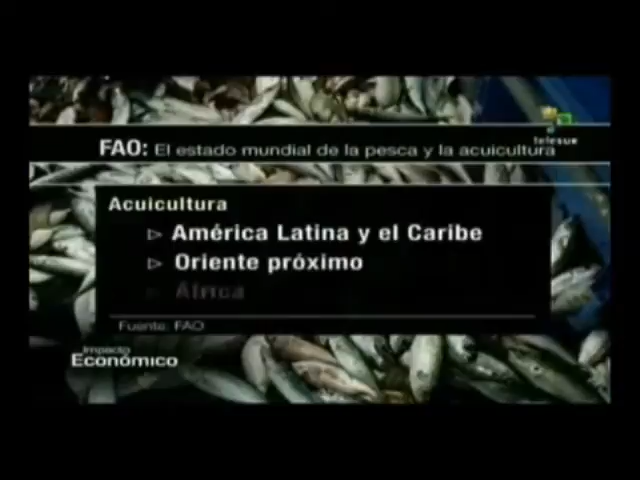 telesur
FAO: El estado mundial de la pesca y la acuicultura
Acuicultura
América Latina y el Caribe
Oriente próximo
África
Fuente: FAO
Impacto
Económico